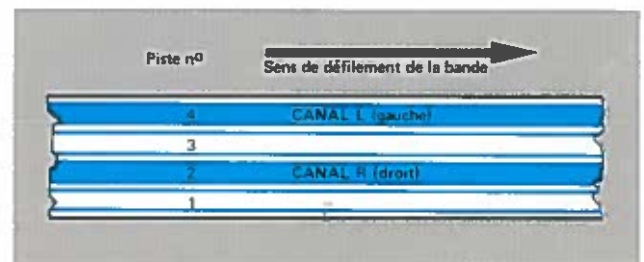 Piste nº
Sens de défilement de la bande
4 CANAL L (gauche)
3
2 CANAL R (droit)
1